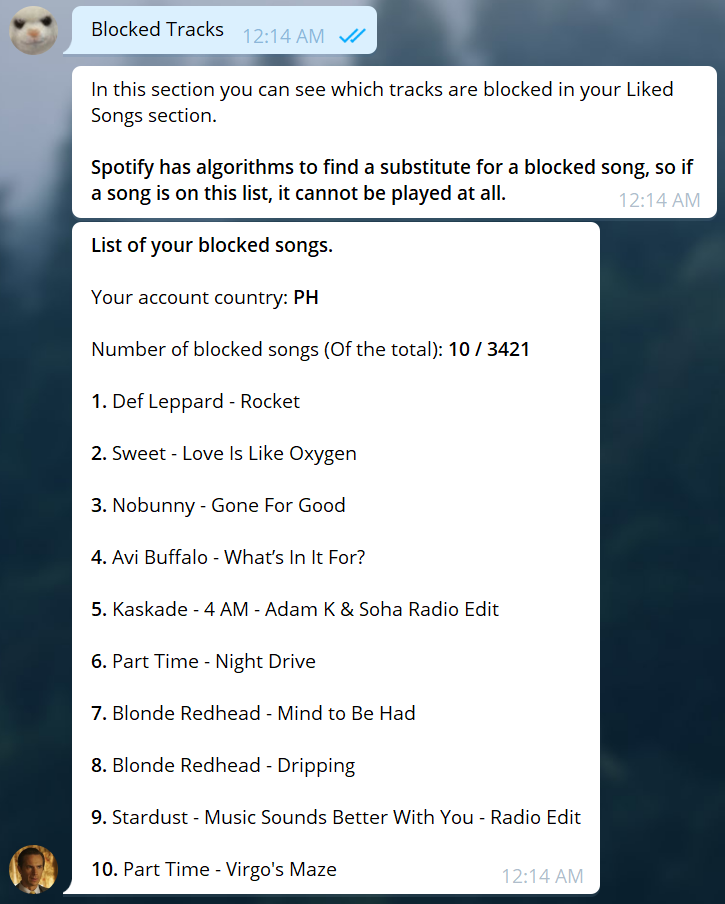 Blocked Tracks 12:14 AM
In this section you can see which tracks are blocked in your Liked
Songs section.
Spotify has algorithms to find a substitute for a blocked song, so if
a song is on this list, it cannot be played at all.
12:14 AM
List of your blocked songs.
Your account country: PH
Number of blocked songs (Of the total): 10 / 3421
1. Def Leppard - Rocket
2. Sweet - Love Is Like Oxygen
3. Nobunny - Gone For Good
4. Avi Buffalo - What’s In It For?
5. Kaskade - 4 AM - Adam K & Soha Radio Edit
6. Part Time - Night Drive
7. Blonde Redhead - Mind to Be Had
8. Blonde Redhead - Dripping
9. Stardust - Music Sounds Better With You - Radio Edit
10. Part Time - Virgo's Maze
12:14 AM